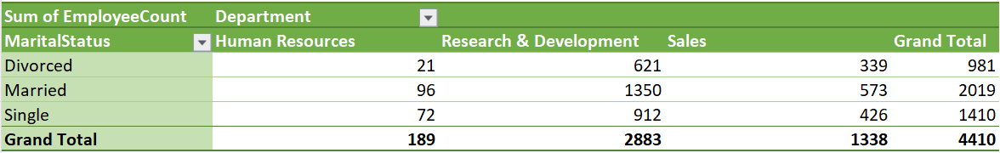 Sum of EmployeeCount Department
MaritalStatus Human Resources Research & Development Sales Grand Total
Divorced 21 621 339 981
Married 96 1350 573 2019
Single 72 912 426 1410
Grand Total 189 2883 1338 4410